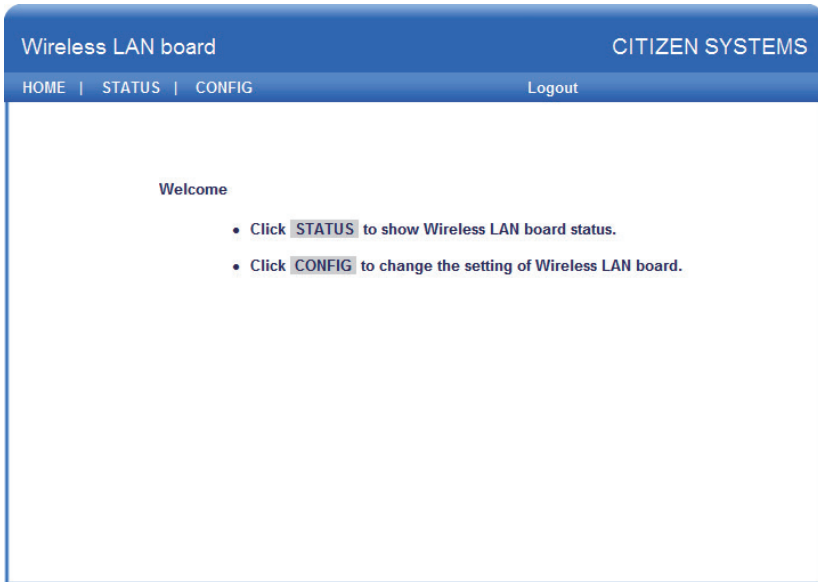 Wireless LAN board CITIZEN SYSTEMS
HOME | STATUS | CONFIG Logout
Welcome
• Click STATUS to show Wireless LAN board status.
• Click CONFIG to change the setting of Wireless LAN board.